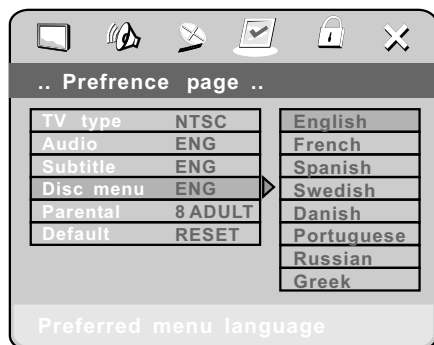 .. Prefrence page ..
TV type NTSC
Audio ENG
Subtitle ENG
Disc menu ENG
Parental 8 ADULT
Default RESET
English
French
Spanish
Swedish
Danish
Portuguese
Russian
Greek
Preferred menu language